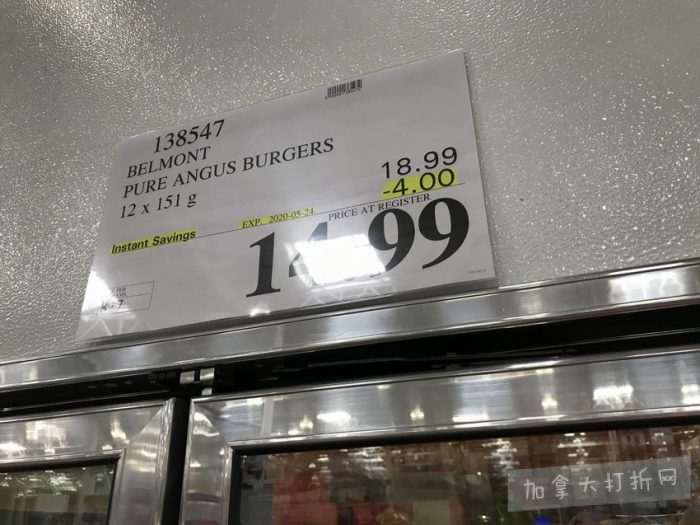 138547
BELMONT
PURE ANGUS BURGERS
12 x 151 g
18.99
-4.00
Instant Savings
EXP. 2020-05-24
PRICE AT REGISTER
14.99
加拿大打折网